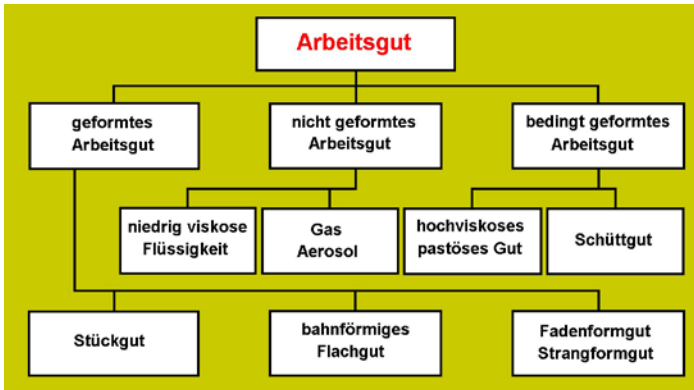 Arbeitsgut
geformtes
Arbeitsgut
nicht geformtes
Arbeitsgut
bedingt geformtes
Arbeitsgut
niedrig viskose
Flüssigkeit
Gas
Aerosol
hochviskoses
pastöses Gut
Schüttgut
Stückgut
bahnförmiges
Flachgut
Fadenformgut
Strangformgut